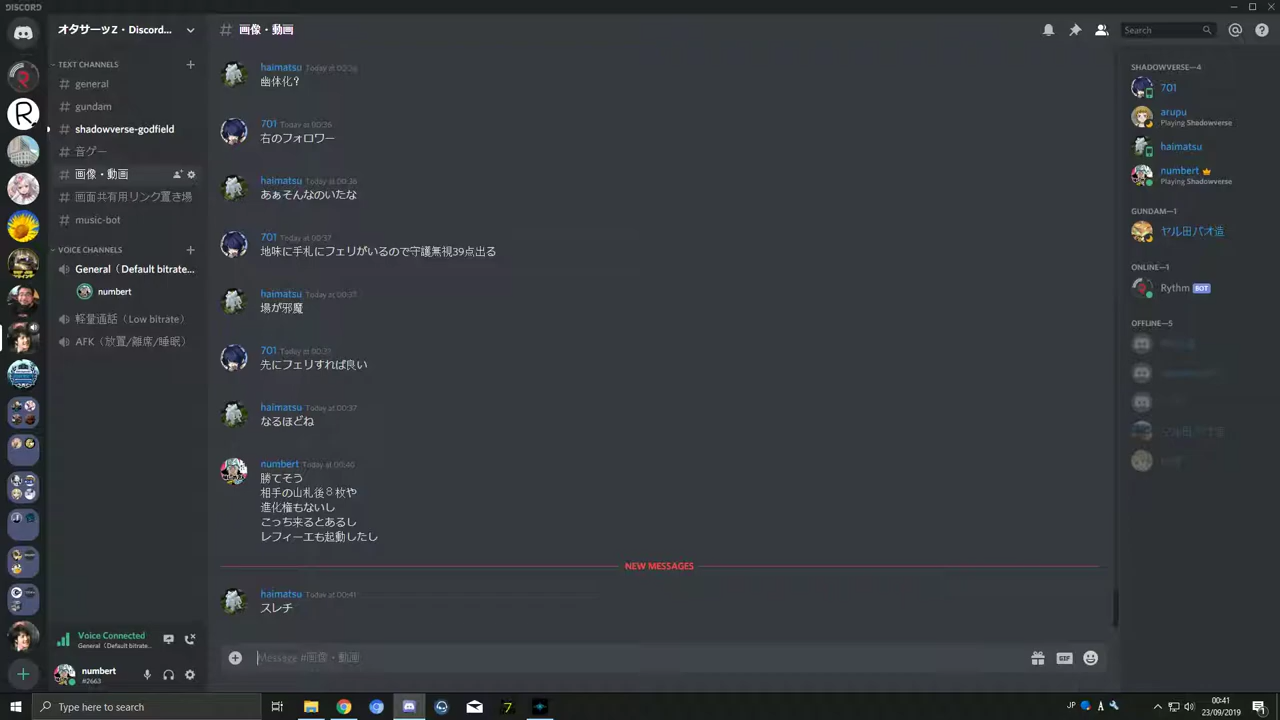 DISCORD
オタサーツZ・Discord...
TEXT CHANNELS
general
gundam
shadowverse-godfield
音ゲー
画像・動画
画面共有用リンク置き場
music-bot
VOICE CHANNELS
General（Default bitrate...
numbert
軽量通話（Low bitrate）
AFK（放置/離席/睡眠）
Voice Connected
General（Default bitrate...
numbert
#2663
画像・動画
haimatsu Today at 00:36
幽体化？
701 Today at 00:36
右のフォロワー
haimatsu Today at 00:36
あぁそんなのいたな
701 Today at 00:37
地味に手札にフェリがいるので守護無視39点出る
haimatsu Today at 00:37
場が邪魔
701 Today at 00:37
先にフェリすれば良い
haimatsu Today at 00:37
なるほどね
numbert Today at 00:40
勝てそう
相手の山札後８枚や
進化権もないし
こっち来るとあるし
レフィーエも起動したし
NEW MESSAGES
haimatsu Today at 00:41
スレチ
Message #画像・動画
GIF
Search
SHADOWVERSE—4
701
arupu
Playing Shadowverse
haimatsu
numbert
Playing Shadowverse
GUNDAM—1
ヤル田パオ造
ONLINE—1
Rythm BOT
OFFLINE—5
Type here to search
JP
00:41
23/09/2019